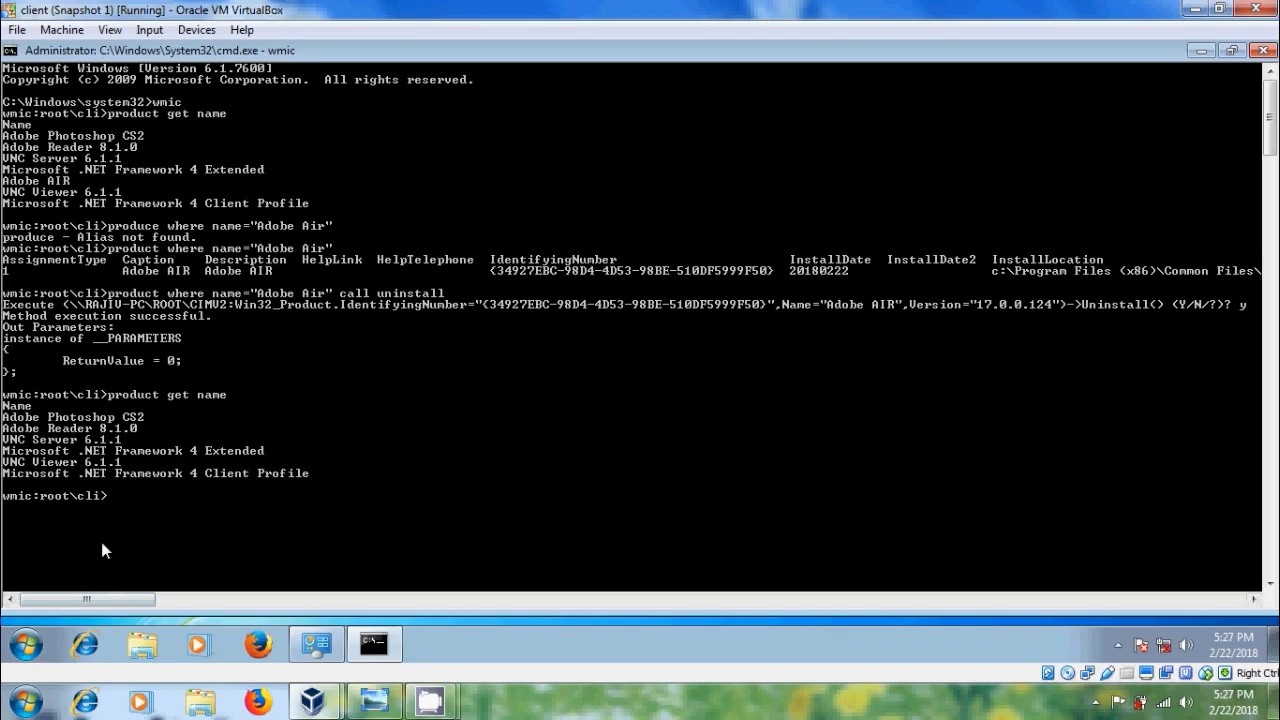 client (Snapshot 1) [Running] - Oracle VM VirtualBox
File Machine View Input Devices Help
Administrator: C:\Windows\System32\cmd.exe - wmic
Microsoft Windows [Version 6.1.7600]
Copyright (c) 2009 Microsoft Corporation.  All rights reserved.
C:\Windows\system32>wmic
wmic:root\cli>product get name
Name
Adobe Photoshop CS2
Adobe Reader 8.1.0
VNC Server 6.1.1
Microsoft .NET Framework 4 Extended
Adobe AIR
VNC Viewer 6.1.1
Microsoft .NET Framework 4 Client Profile
wmic:root\cli>produce where name="Adobe Air"
produce - Alias not found.
wmic:root\cli>product where name="Adobe Air"
AssignmentType  Caption    Description  HelpLink  HelpTelephone  IdentifyingNumber                       InstallDate  InstallDate2  InstallLocation
1               Adobe AIR  Adobe AIR                             {34927EBC-98D4-4D53-98BE-510DF5999F50}  20180222                   c:\Program Files (x86)\Common Files\
wmic:root\cli>product where name="Adobe Air" call uninstall
Execute (\\RAJIV-PC\ROOT\CIMV2:Win32_Product.IdentifyingNumber="{34927EBC-98D4-4D53-98BE-510DF5999F50}",Name="Adobe AIR",Version="17.0.0.124")->Uninstall() (Y/N/?)? y
Method execution successful.
Out Parameters:
instance of __PARAMETERS
{
        ReturnValue = 0;
};
wmic:root\cli>product get name
Name
Adobe Photoshop CS2
Adobe Reader 8.1.0
VNC Server 6.1.1
Microsoft .NET Framework 4 Extended
VNC Viewer 6.1.1
Microsoft .NET Framework 4 Client Profile
wmic:root\cli>
5:27 PM
2/22/2018
Right Ctrl
5:27 PM
2/22/2018